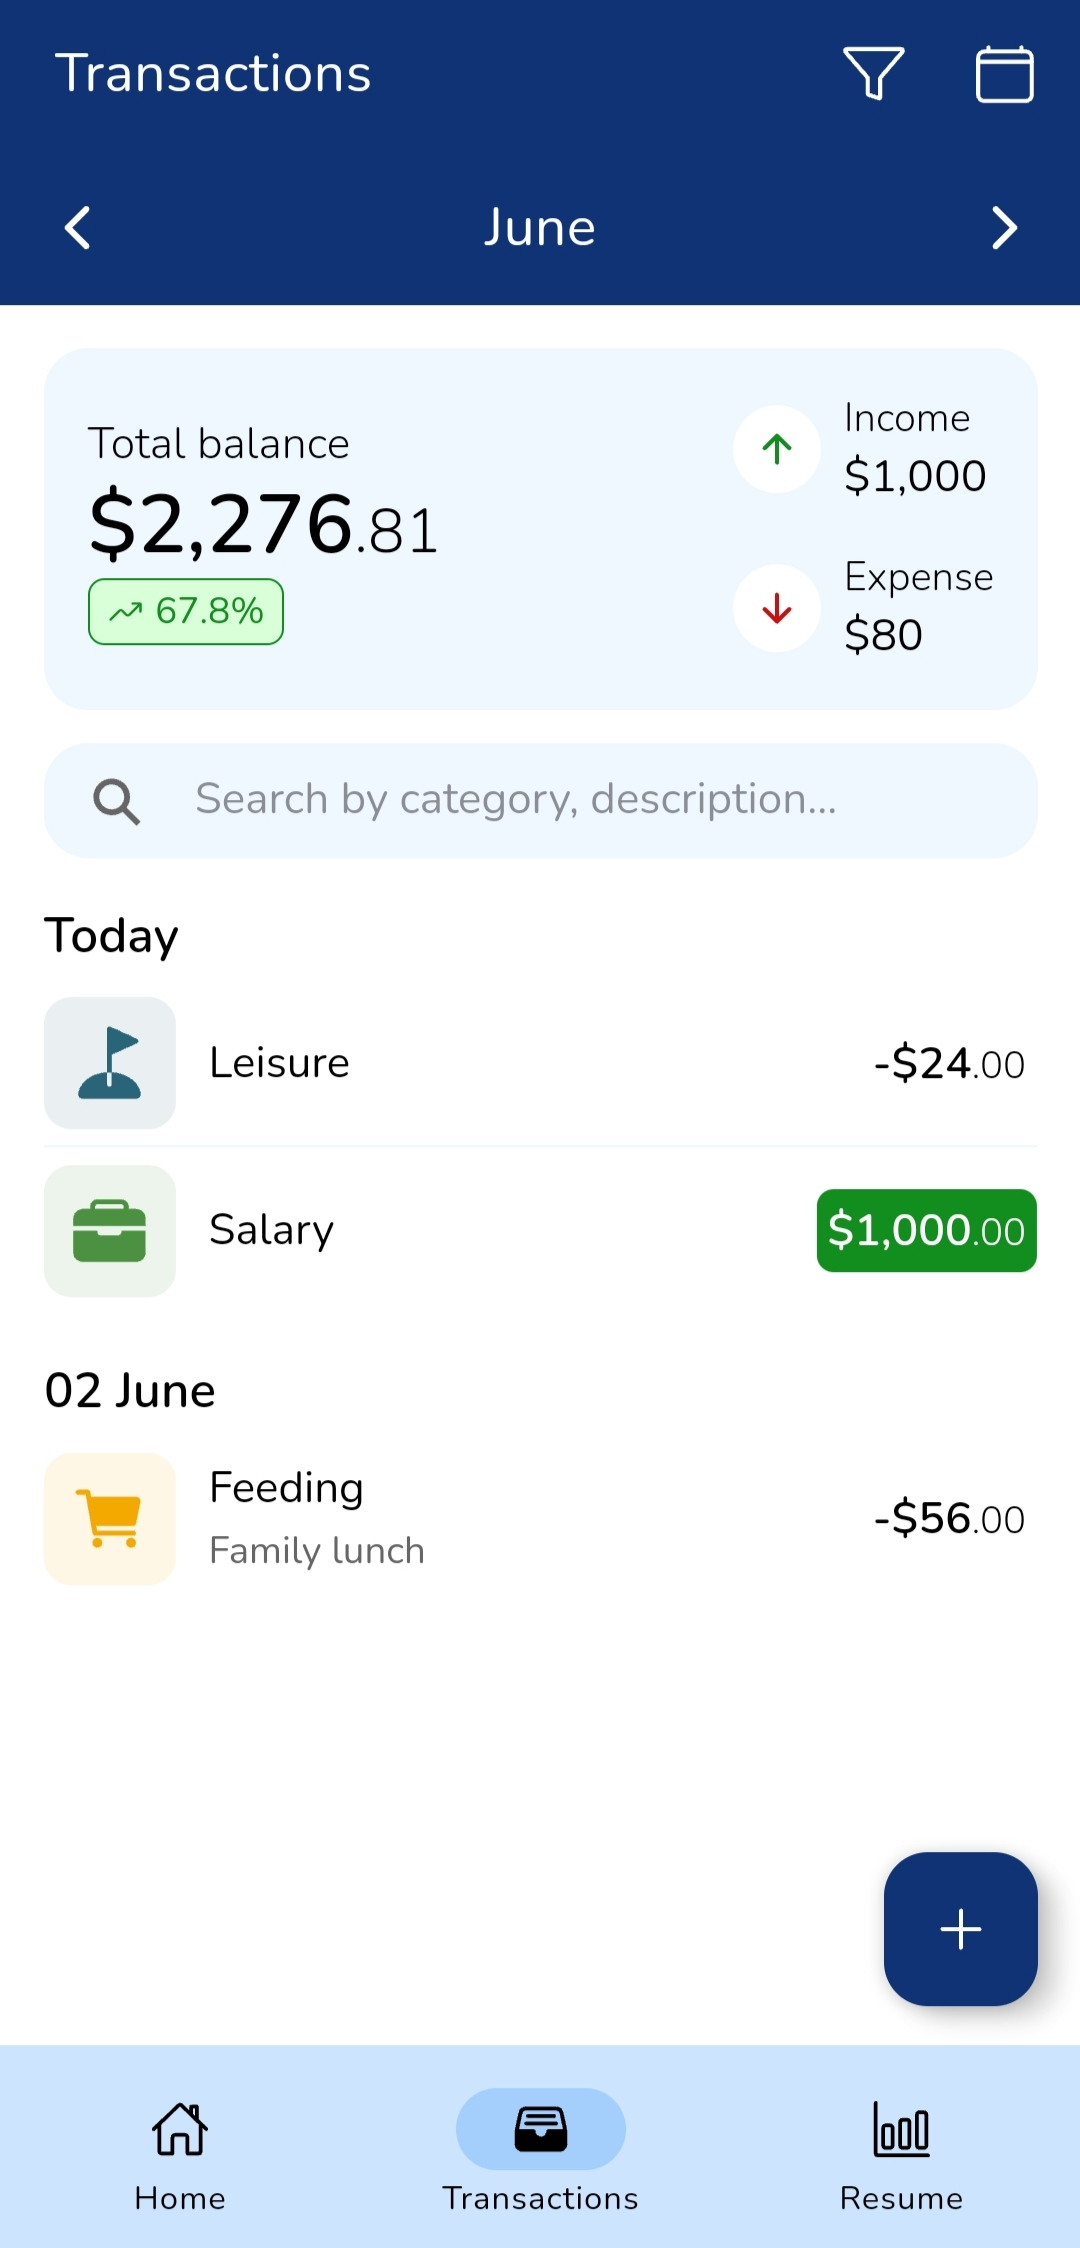 Transactions
June
Total balance
$2,276.81
67.8%
Income
$1,000
Expense
$80
Search by category, description...
Today
Leisure
-$24.00
Salary
$1,000.00
02 June
Feeding
Family lunch
-$56.00
Home
Transactions
Resume